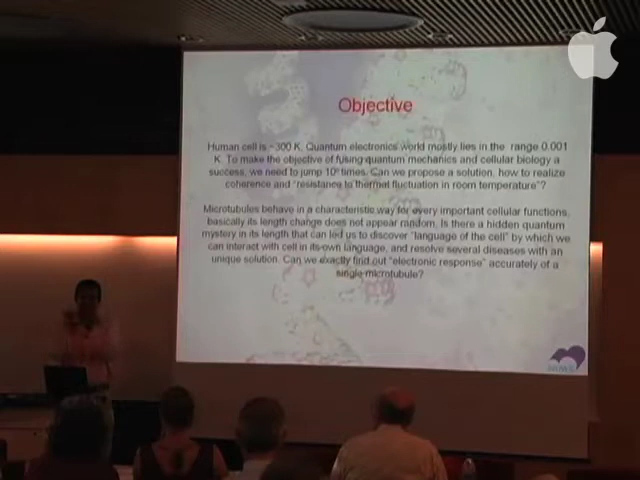 Objective
Human cell is ~300 K. Quantum electronics world mostly lies in the range 0.001
K. To make the objective of fusing quantum mechanics and cellular biology a
success, we need to jump 10⁶ times. Can we propose a solution, how to realize
coherence and "resistance to thermal fluctuation in room temperature"?
Microtubules behave in a characteristic way for every important cellular functions,
basically its length change does not appear random. Is there a hidden quantum
mystery in its length that can led us to discover "language of the cell" by which we
can interact with cell in its own language, and resolve several diseases with an
unique solution. Can we exactly find out "electronic response" accurately of a
single microtubule?